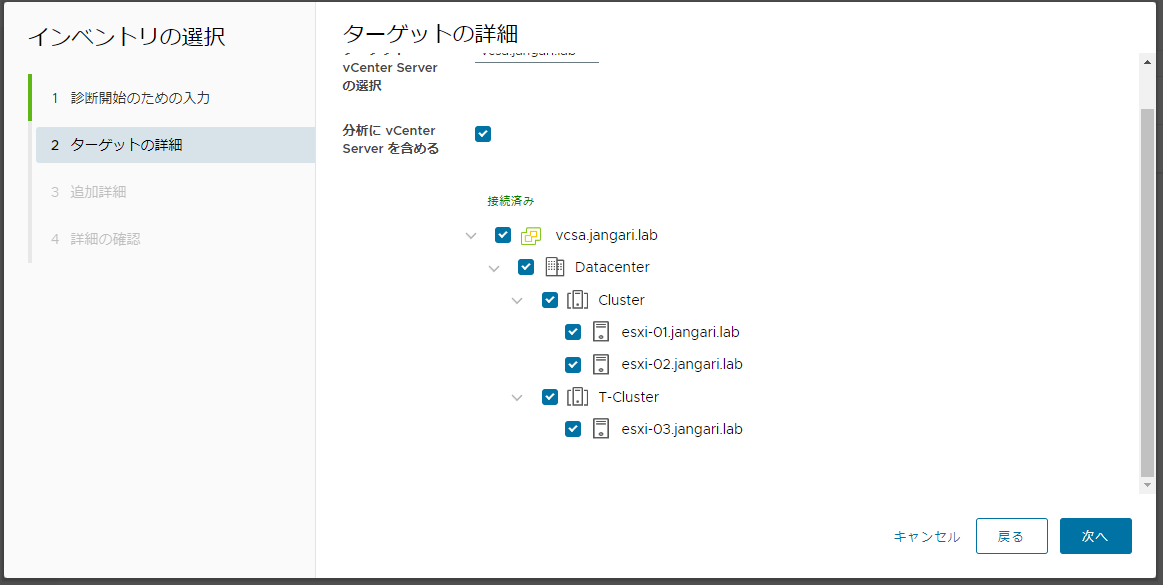 インベントリの選択
1 診断開始のための入力
2 ターゲットの詳細
3 追加詳細
4 詳細の確認
ターゲットの詳細
vcsa.jangari.lab
vCenter Server
の選択
分析に vCenter
Server を含める
接続済み
vcsa.jangari.lab
Datacenter
Cluster
esxi-01.jangari.lab
esxi-02.jangari.lab
T-Cluster
esxi-03.jangari.lab
キャンセル
戻る
次へ